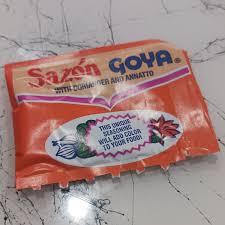 Sazón GOYA®
WITH CORIANDER AND ANNATTO
THIS UNIQUE
SEASONING
WILL ADD COLOR
TO YOUR FOOD!